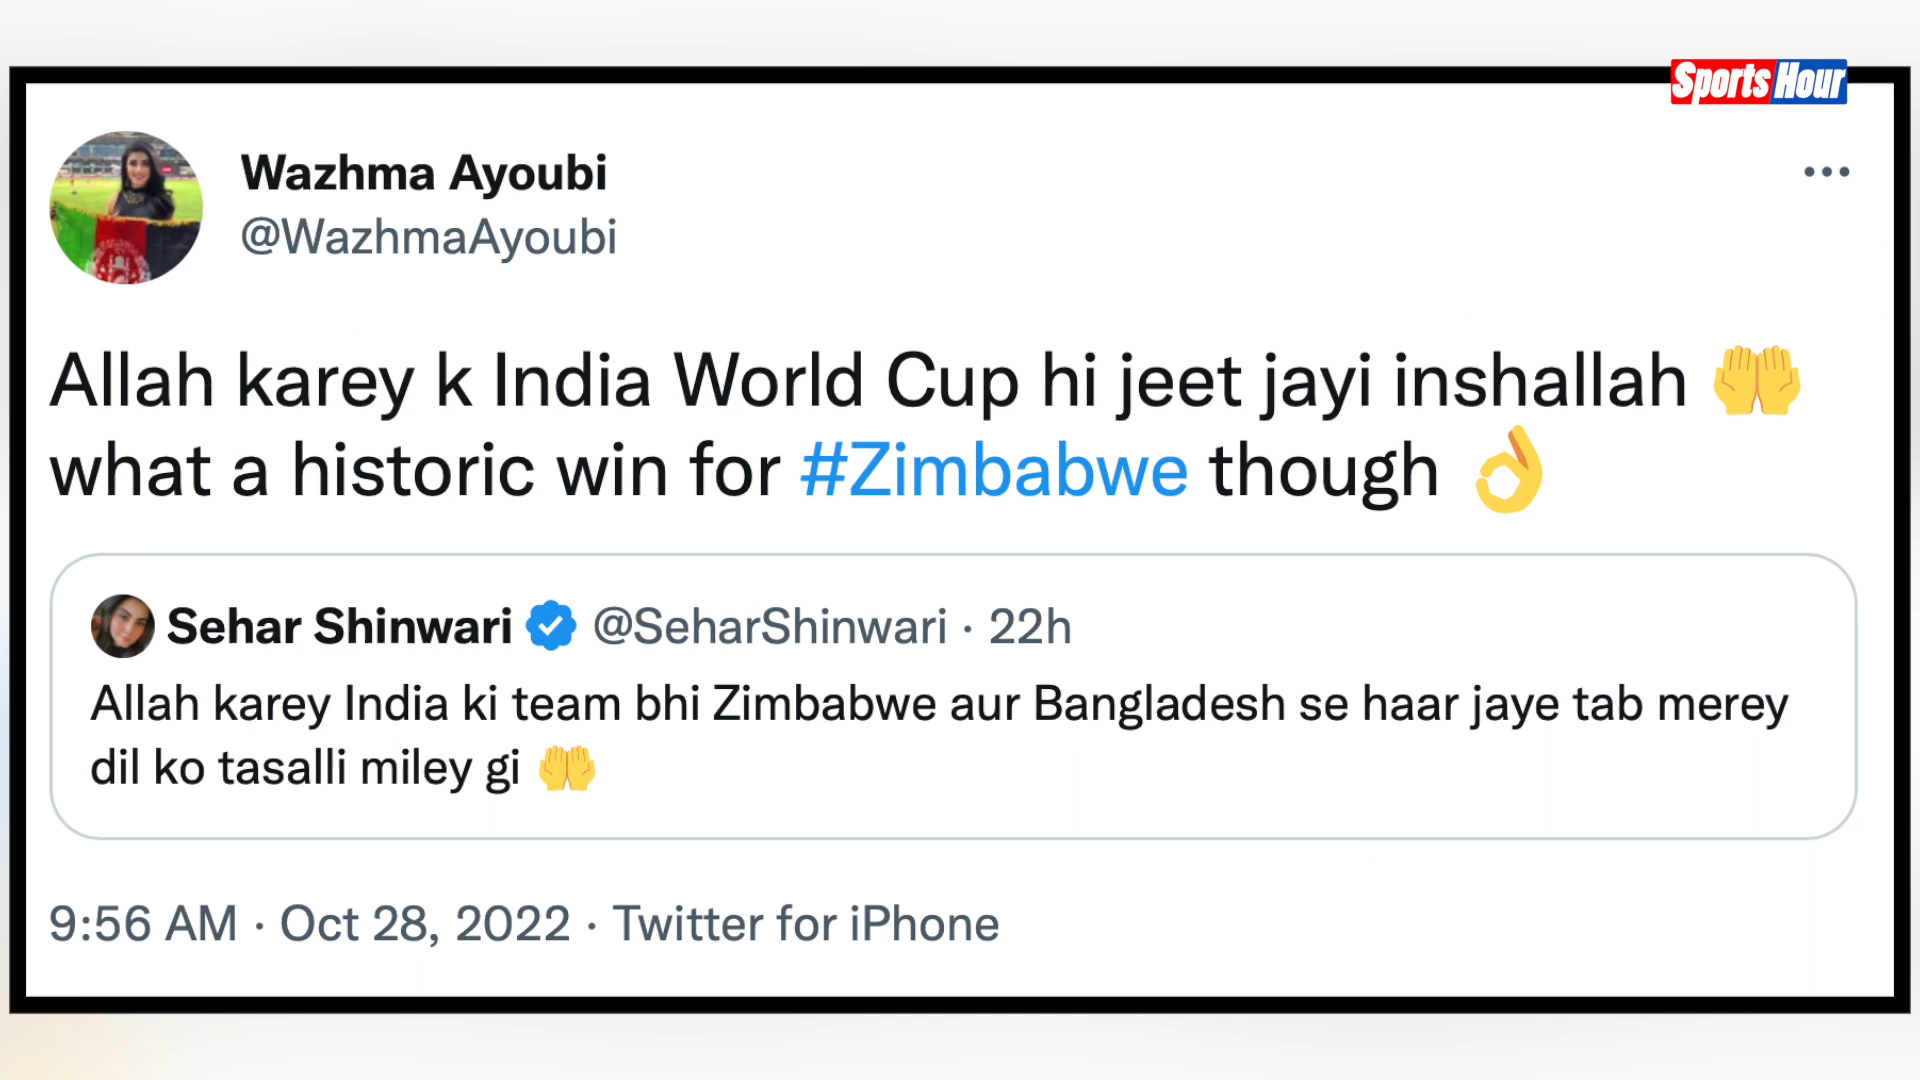 Sports Hour
Wazhma Ayoubi
@WazhmaAyoubi
Allah karey k India World Cup hi jeet jayi inshallah 🤲
what a historic win for #Zimbabwe though 👌
Sehar Shinwari @SeharShinwari · 22h
Allah karey India ki team bhi Zimbabwe aur Bangladesh se haar jaye tab merey
dil ko tasalli miley gi 🤲
9:56 AM · Oct 28, 2022 · Twitter for iPhone